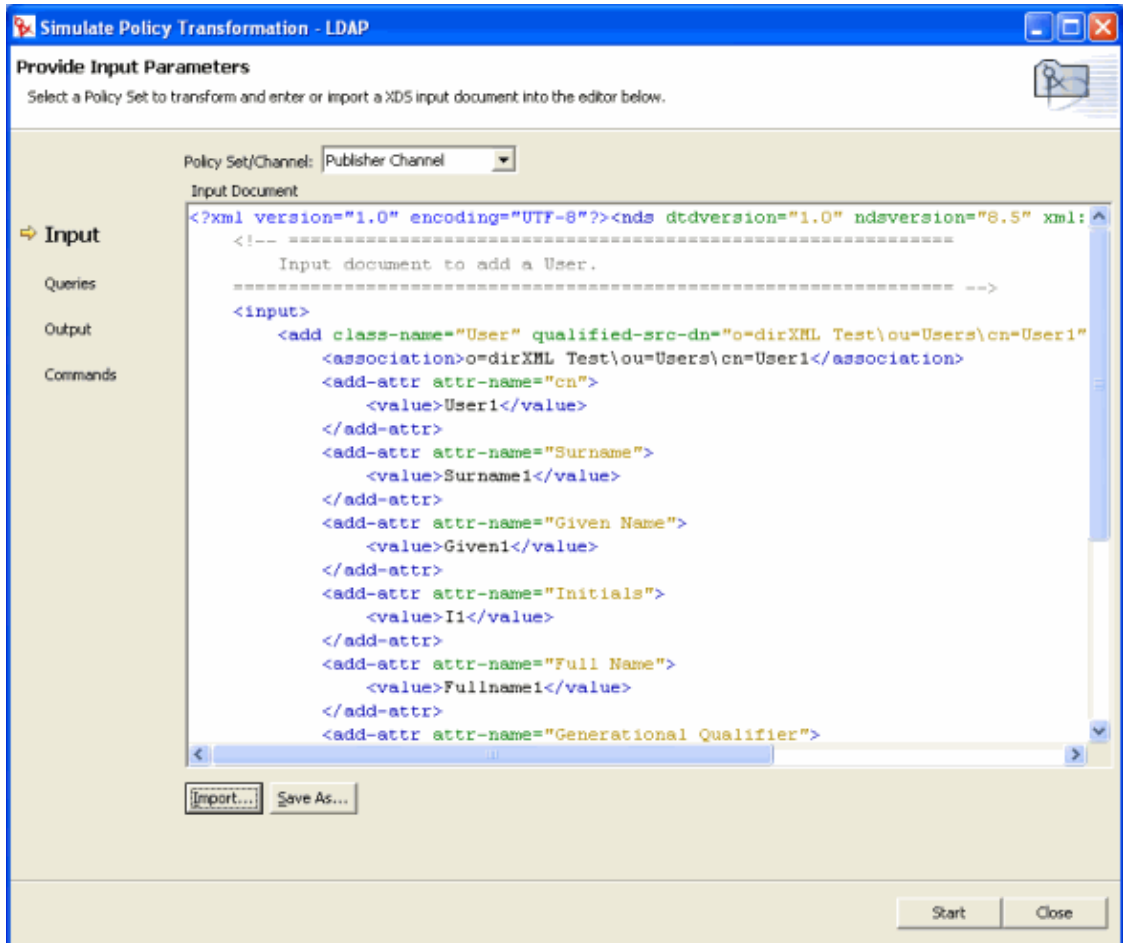 Simulate Policy Transformation - LDAP
Provide Input Parameters
Select a Policy Set to transform and enter or import a XDS input document into the editor below.
Policy Set/Channel: Publisher Channel
Input Document
Input
Queries
Output
Commands
<?xml version="1.0" encoding="UTF-8"?><nds dtdversion="1.0" ndsversion="8.5" xml:
<!-- =============================================================
Input document to add a User.
================================================================== -->
<input>
<add class-name="User" qualified-src-dn="o=dirXML Test\ou=Users\cn=User1"
<association>o=dirXML Test\ou=Users\cn=User1</association>
<add-attr attr-name="cn">
<value>User1</value>
</add-attr>
<add-attr attr-name="Surname">
<value>Surname1</value>
</add-attr>
<add-attr attr-name="Given Name">
<value>Given1</value>
</add-attr>
<add-attr attr-name="Initials">
<value>I1</value>
</add-attr>
<add-attr attr-name="Full Name">
<value>Fullname1</value>
</add-attr>
<add-attr attr-name="Generational Qualifier">
Import... Save As...
Start Close